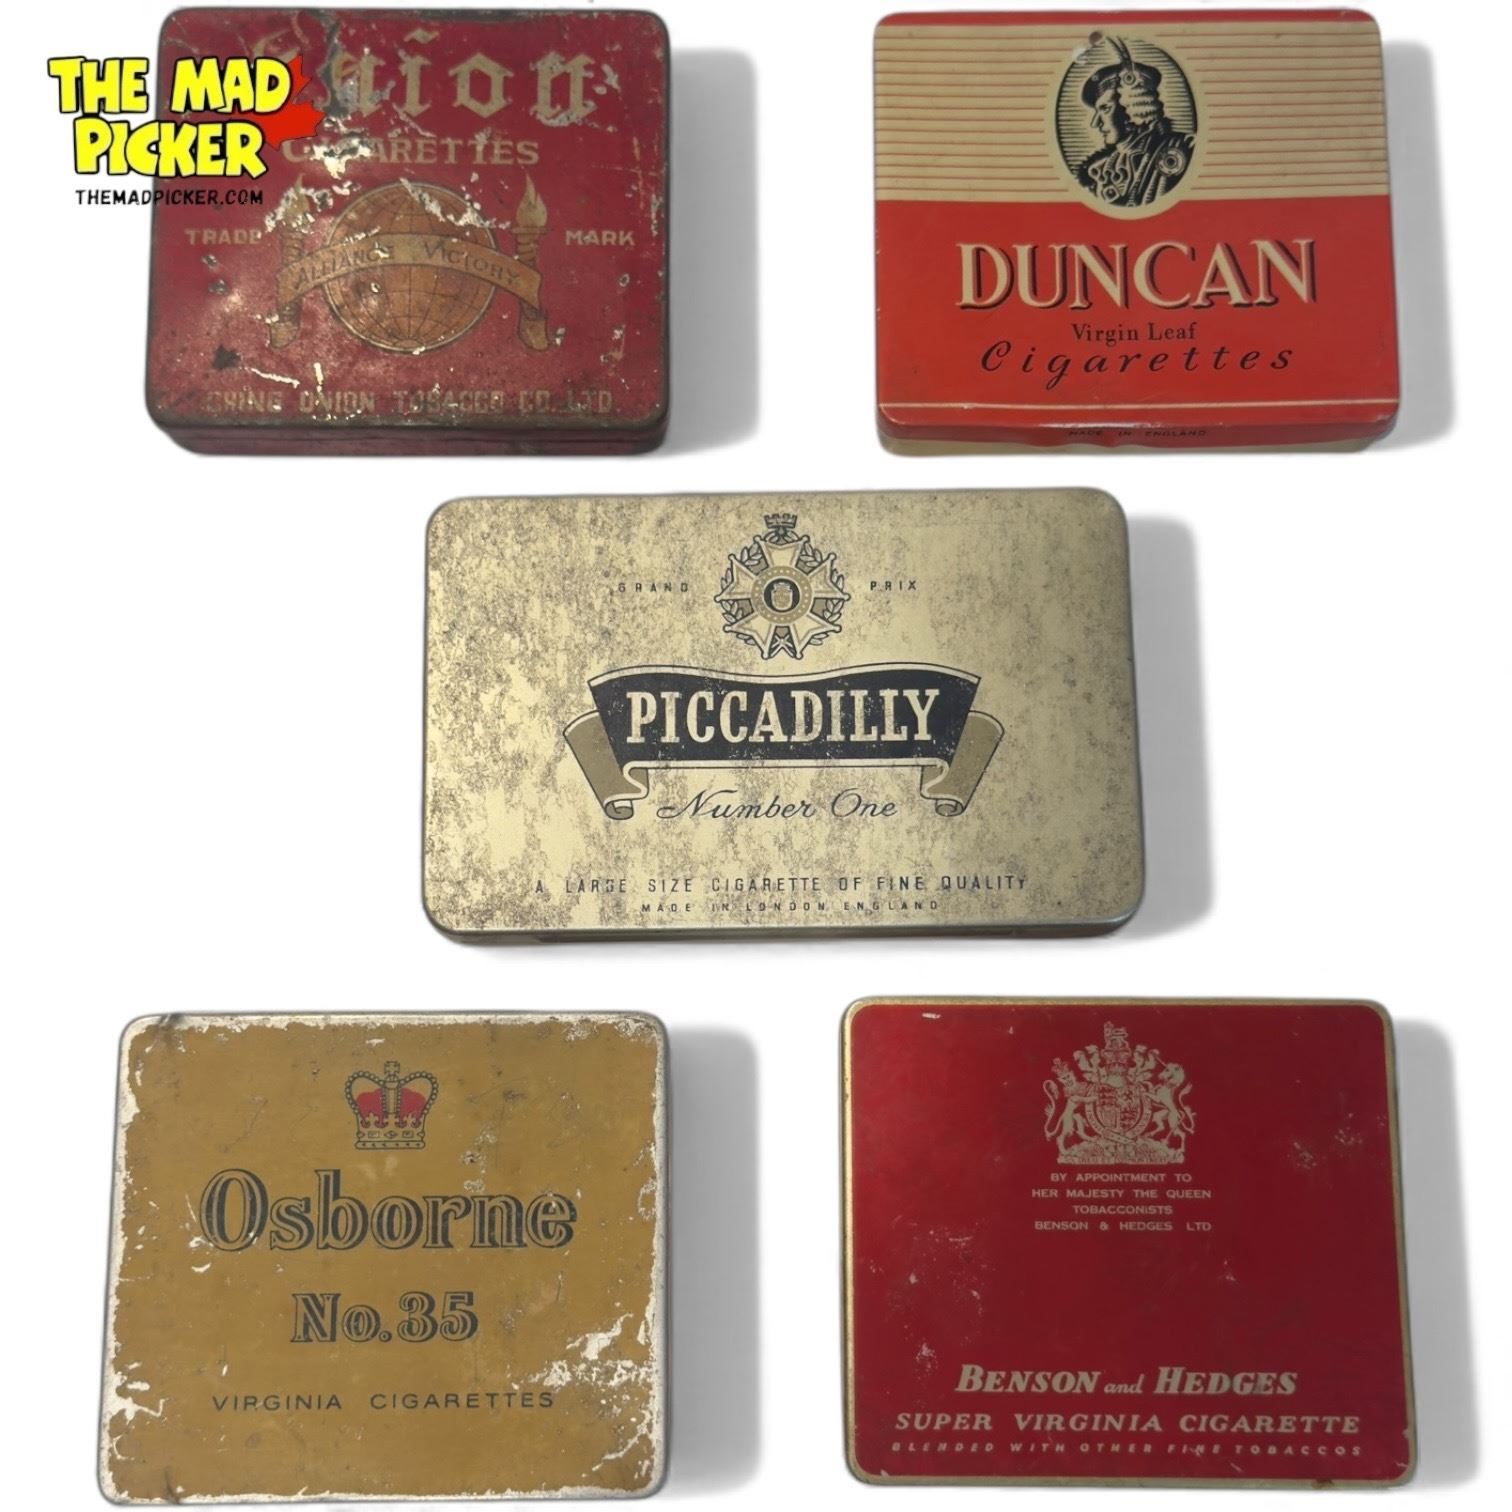 THE MAD
PICKER
THEMADPICKER.COM
Union
CIGARETTES
TRADE MARK
ALLIANCE VICTORY
UNION TOBACCO CO. LTD.
DUNCAN
Virgin Leaf
Cigarettes
MADE IN ENGLAND
GRAND PRIX
PICCADILLY
Number One
A LARGE SIZE CIGARETTE OF FINE QUALITY
MADE IN LONDON ENGLAND
Osborne
No. 35
VIRGINIA CIGARETTES
BY APPOINTMENT TO
HER MAJESTY THE QUEEN
TOBACCONISTS
BENSON & HEDGES LTD
BENSON and HEDGES
SUPER VIRGINIA CIGARETTE
BLENDED WITH OTHER FINE TOBACCOS